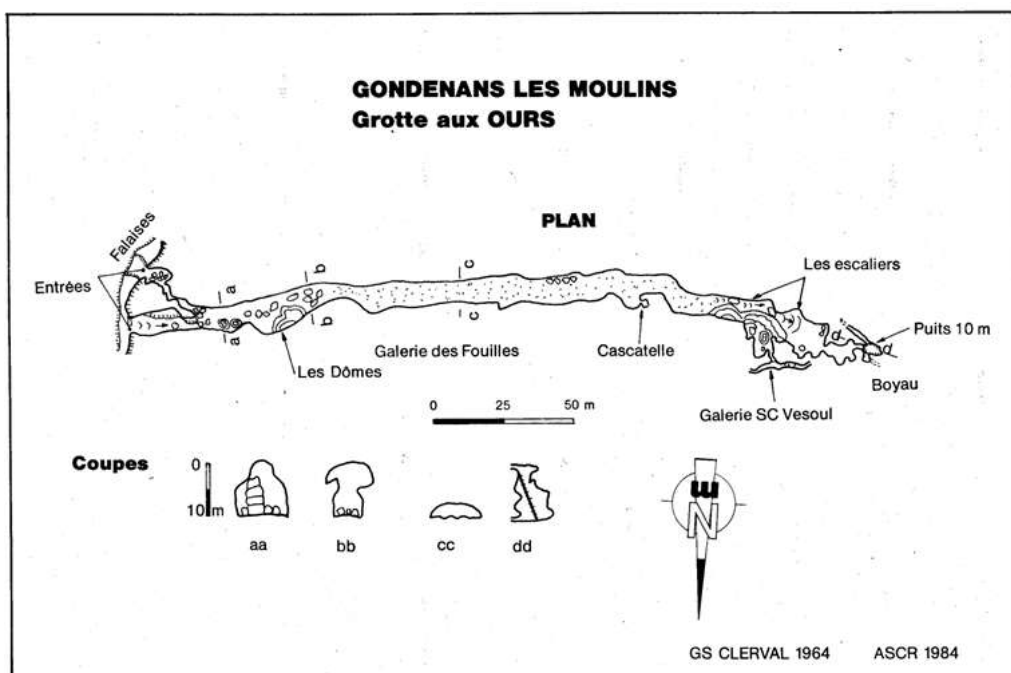 GONDENANS LES MOULINS
Grotte aux OURS
PLAN
Falaises
Entrées
a
b
c
Les escaliers
a
b
c
d
d
Puits 10 m
Les Dômes
Galerie des Fouilles
Cascatelle
Boyau
Galerie SC Vesoul
0 25 50 m
Coupes
0
10 m
aa
bb
cc
dd
N
GS CLERVAL 1964 ASCR 1984